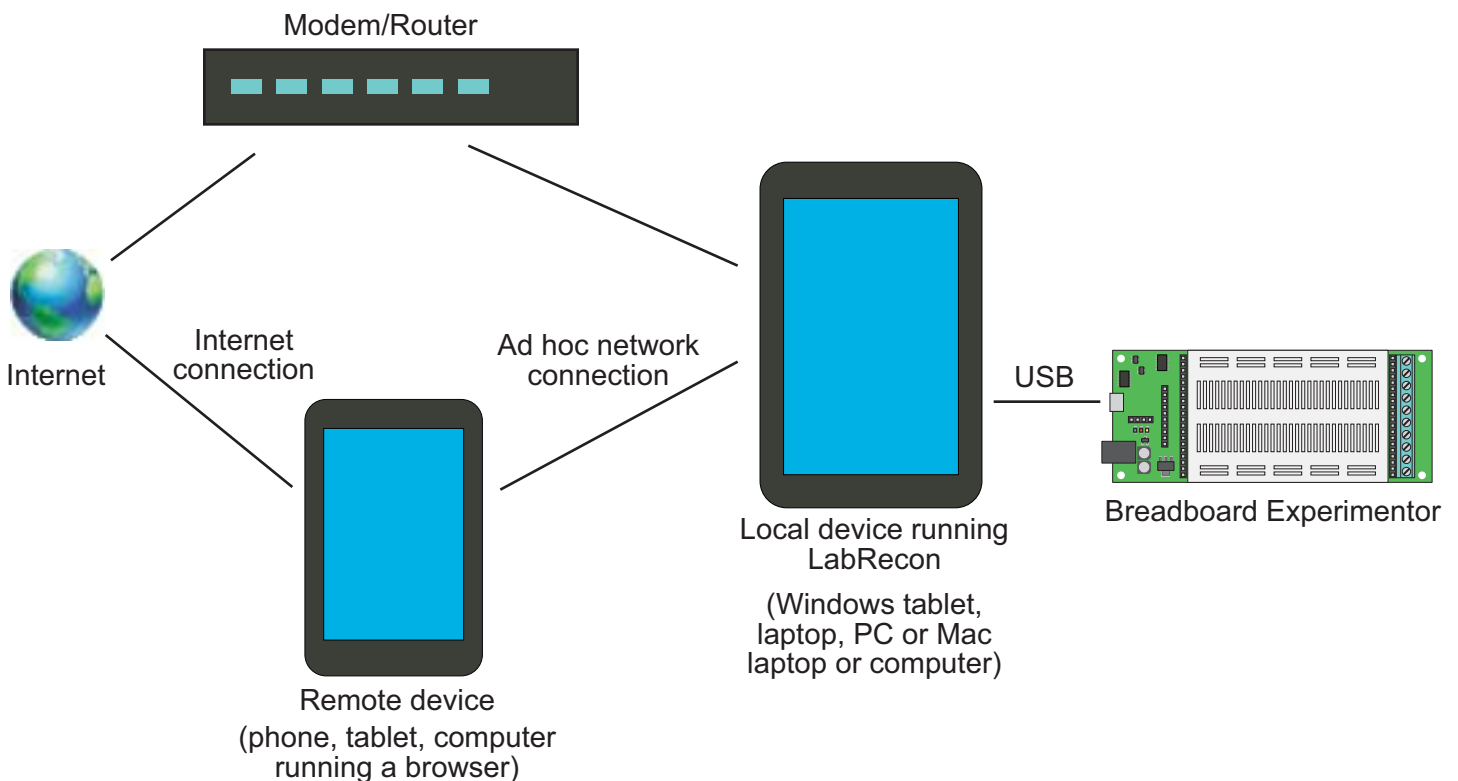 Modem/Router
Internet
Internet
connection
Ad hoc network
connection
USB
Breadboard Experimentor
Local device running
LabRecon
(Windows tablet,
laptop, PC or Mac
laptop or computer)
Remote device
(phone, tablet, computer
running a browser)